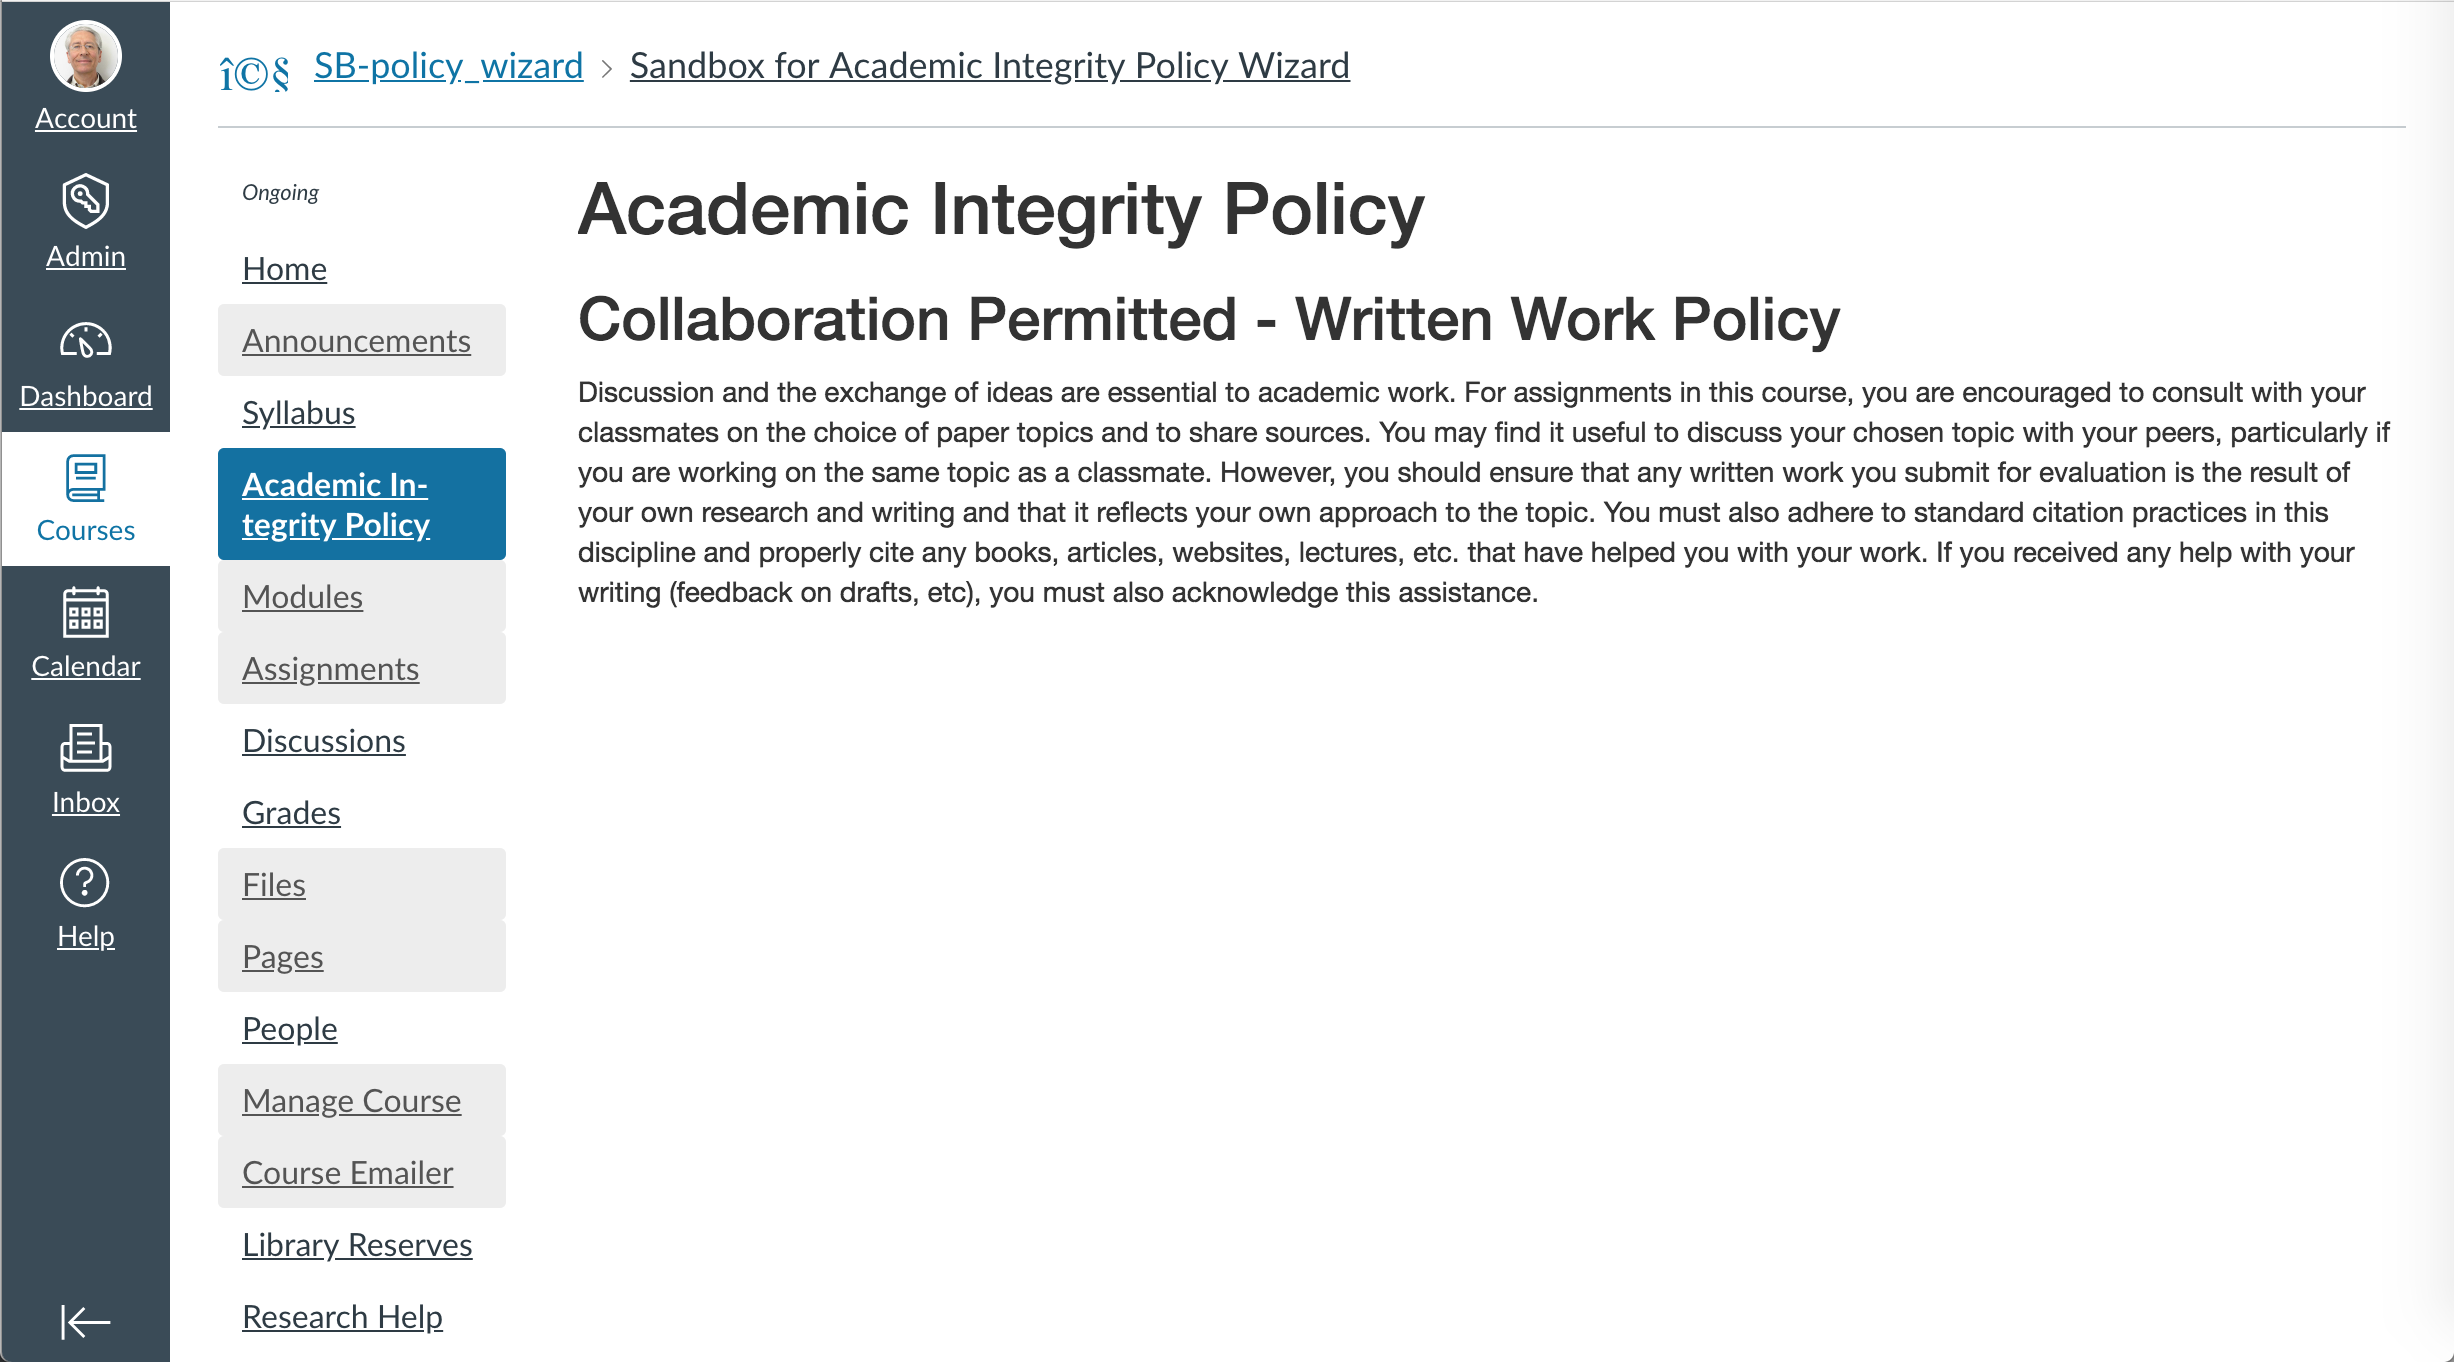 Account
Admin
Dashboard
Courses
Calendar
Inbox
Help
î©§ SB-policy_wizard > Sandbox for Academic Integrity Policy Wizard
Ongoing
Home
Announcements
Syllabus
Academic In-
tegrity Policy
Modules
Assignments
Discussions
Grades
Files
Pages
People
Manage Course
Course Emailer
Library Reserves
Research Help
Academic Integrity Policy
Collaboration Permitted - Written Work Policy
Discussion and the exchange of ideas are essential to academic work. For assignments in this course, you are encouraged to consult with your
classmates on the choice of paper topics and to share sources. You may find it useful to discuss your chosen topic with your peers, particularly if
you are working on the same topic as a classmate. However, you should ensure that any written work you submit for evaluation is the result of
your own research and writing and that it reflects your own approach to the topic. You must also adhere to standard citation practices in this
discipline and properly cite any books, articles, websites, lectures, etc. that have helped you with your work. If you received any help with your
writing (feedback on drafts, etc), you must also acknowledge this assistance.